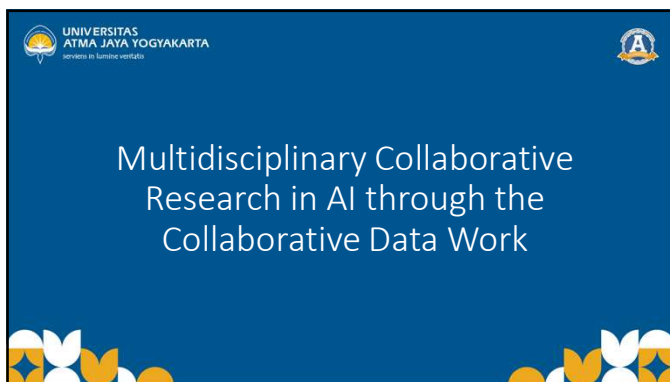 UNIVERSITAS
ATMA JAYA YOGYAKARTA
serviens in lumine veritatis
A
Multidisciplinary Collaborative
Research in AI through the
Collaborative Data Work